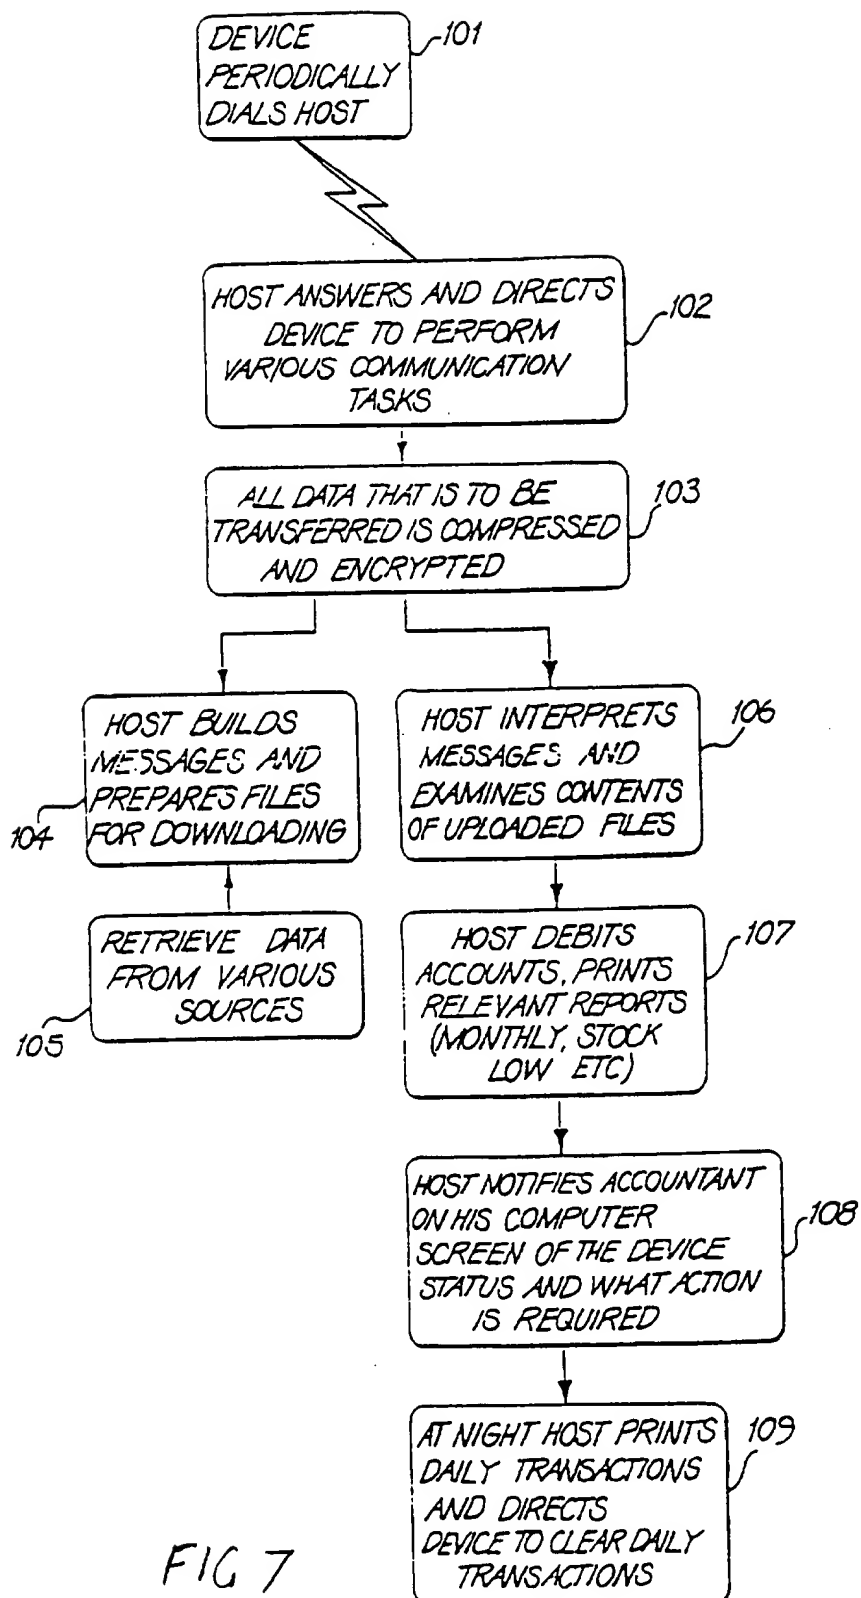 DEVICE
PERIODICALLY
DIALS HOST
101
HOST ANSWERS AND DIRECTS
DEVICE TO PERFORM
VARIOUS COMMUNICATION
TASKS
102
ALL DATA THAT IS TO BE
TRANSFERRED IS COMPRESSED
AND ENCRYPTED
103
HOST BUILDS
MESSAGES AND
PREPARES FILES
FOR DOWNLOADING
104
RETRIEVE DATA
FROM VARIOUS
SOURCES
105
HOST INTERPRETS
MESSAGES AND
EXAMINES CONTENTS
OF UPLOADED FILES
106
HOST DEBITS
ACCOUNTS, PRINTS
RELEVANT REPORTS
(MONTHLY, STOCK
LOW ETC)
107
HOST NOTIFIES ACCOUNTANT
ON HIS COMPUTER
SCREEN OF THE DEVICE
STATUS AND WHAT ACTION
IS REQUIRED
108
AT NIGHT HOST PRINTS
DAILY TRANSACTIONS
AND DIRECTS
DEVICE TO CLEAR DAILY
TRANSACTIONS
109
FIG 7